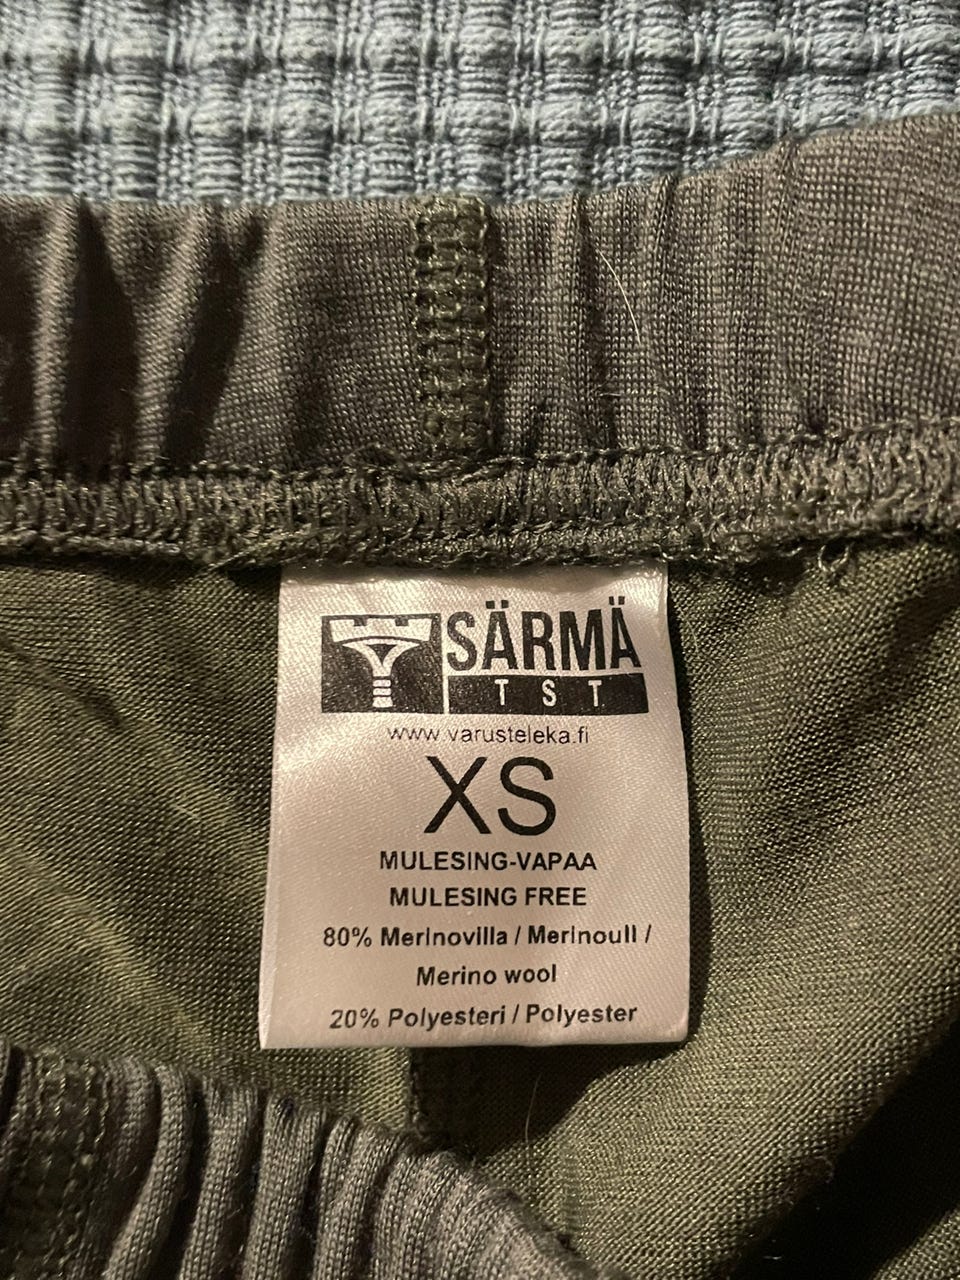 SÄRMÄ
TST
www.varusteleka.fi
XS
MULESING-VAPAA
MULESING FREE
80% Merinovilla / Merinoull /
Merino wool
20% Polyesteri / Polyester